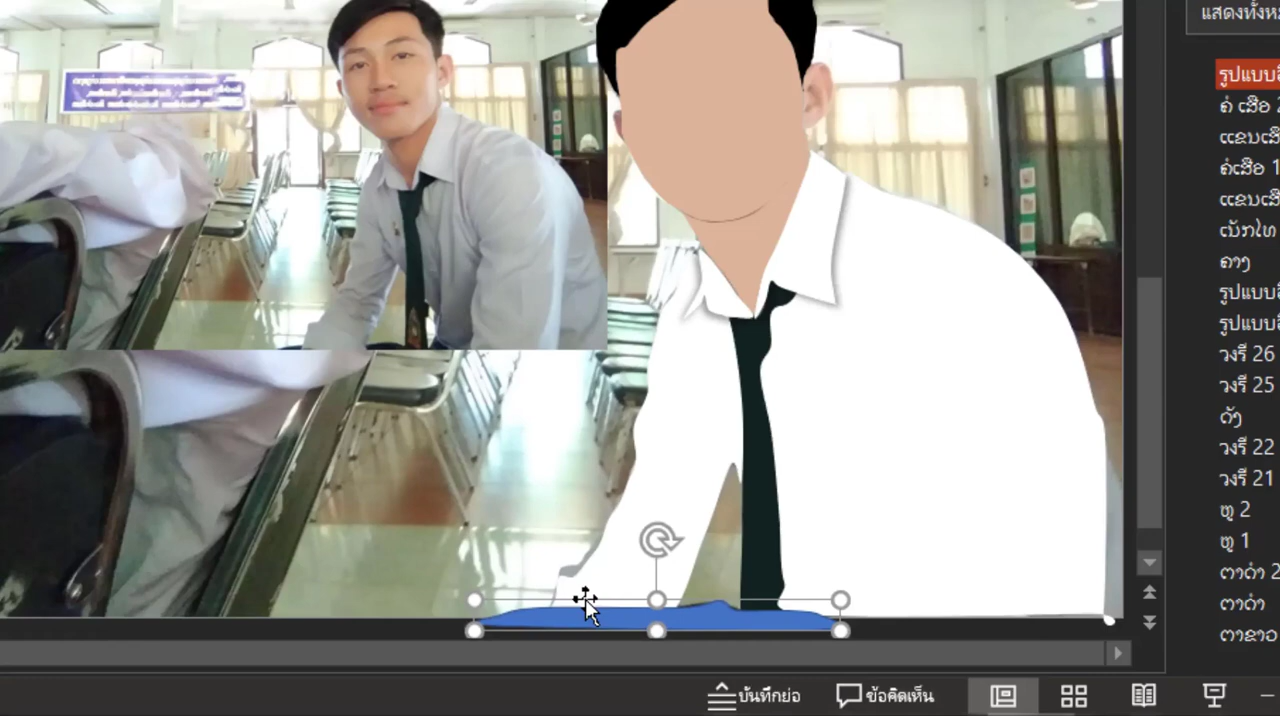 แสดงทั้งหม
รูปแบบอิ
ຄໍ ເສືອ 2
ແຂນເສື
ຄໍເສືອ 1
ແຂນເສື
ເນັກໄທ
ຄາງ
รูปแบบอิ
รูปแบบอิ
วงรี 26
วงรี 25
ດັງ
วงรี 22
วงรี 21
ຫູ 2
ຫູ 1
ຕາດຳ 2
ຕາດຳ
ຕາຂາວ
บันทึกย่อ
ข้อคิดเห็น